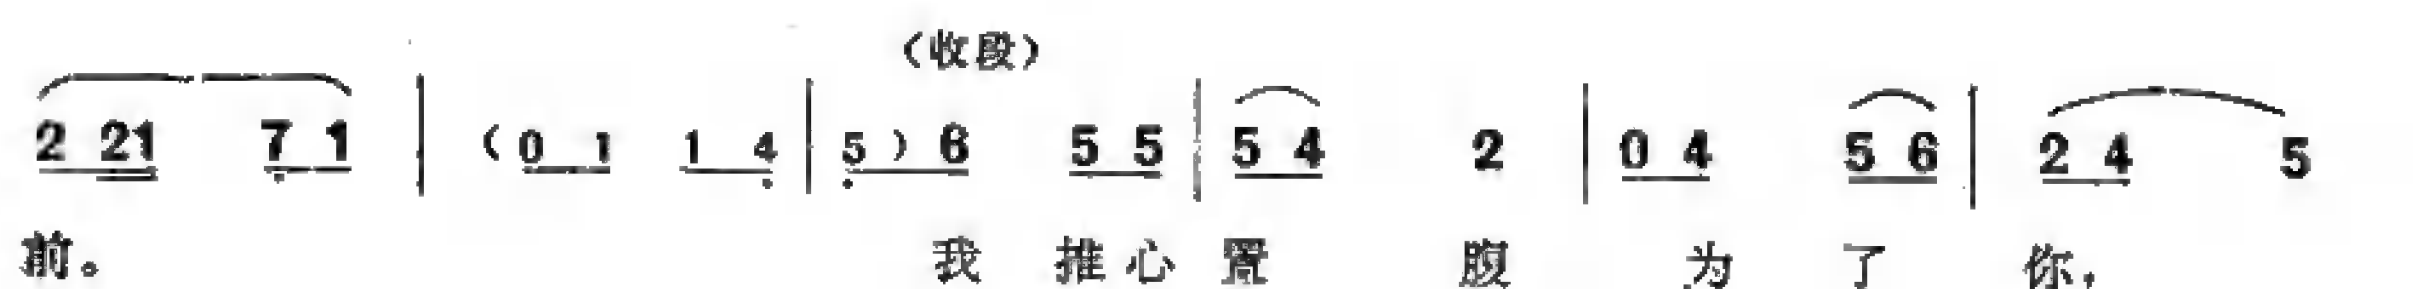 （收段）
2 21 7 1 | （0 1 1 4 | 5）6 5 5 | 5 4 2 | 0 4 5 6 | 2 4 5
前。 我 推 心 置 腹 为 了 你，